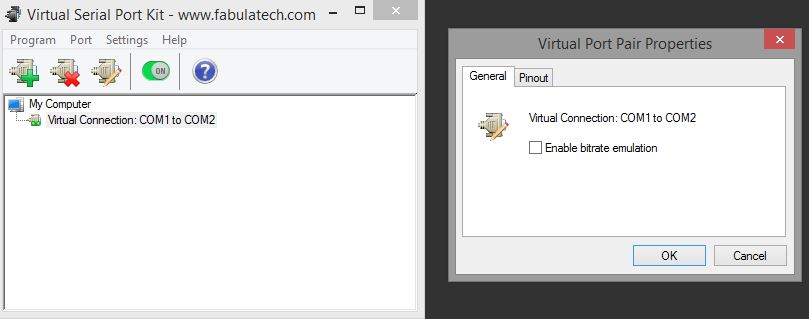 Virtual Serial Port Kit - www.fabulatech.com
Program Port Settings Help
ON
?
My Computer
Virtual Connection: COM1 to COM2
Virtual Port Pair Properties
General Pinout
Virtual Connection: COM1 to COM2
Enable bitrate emulation
OK Cancel